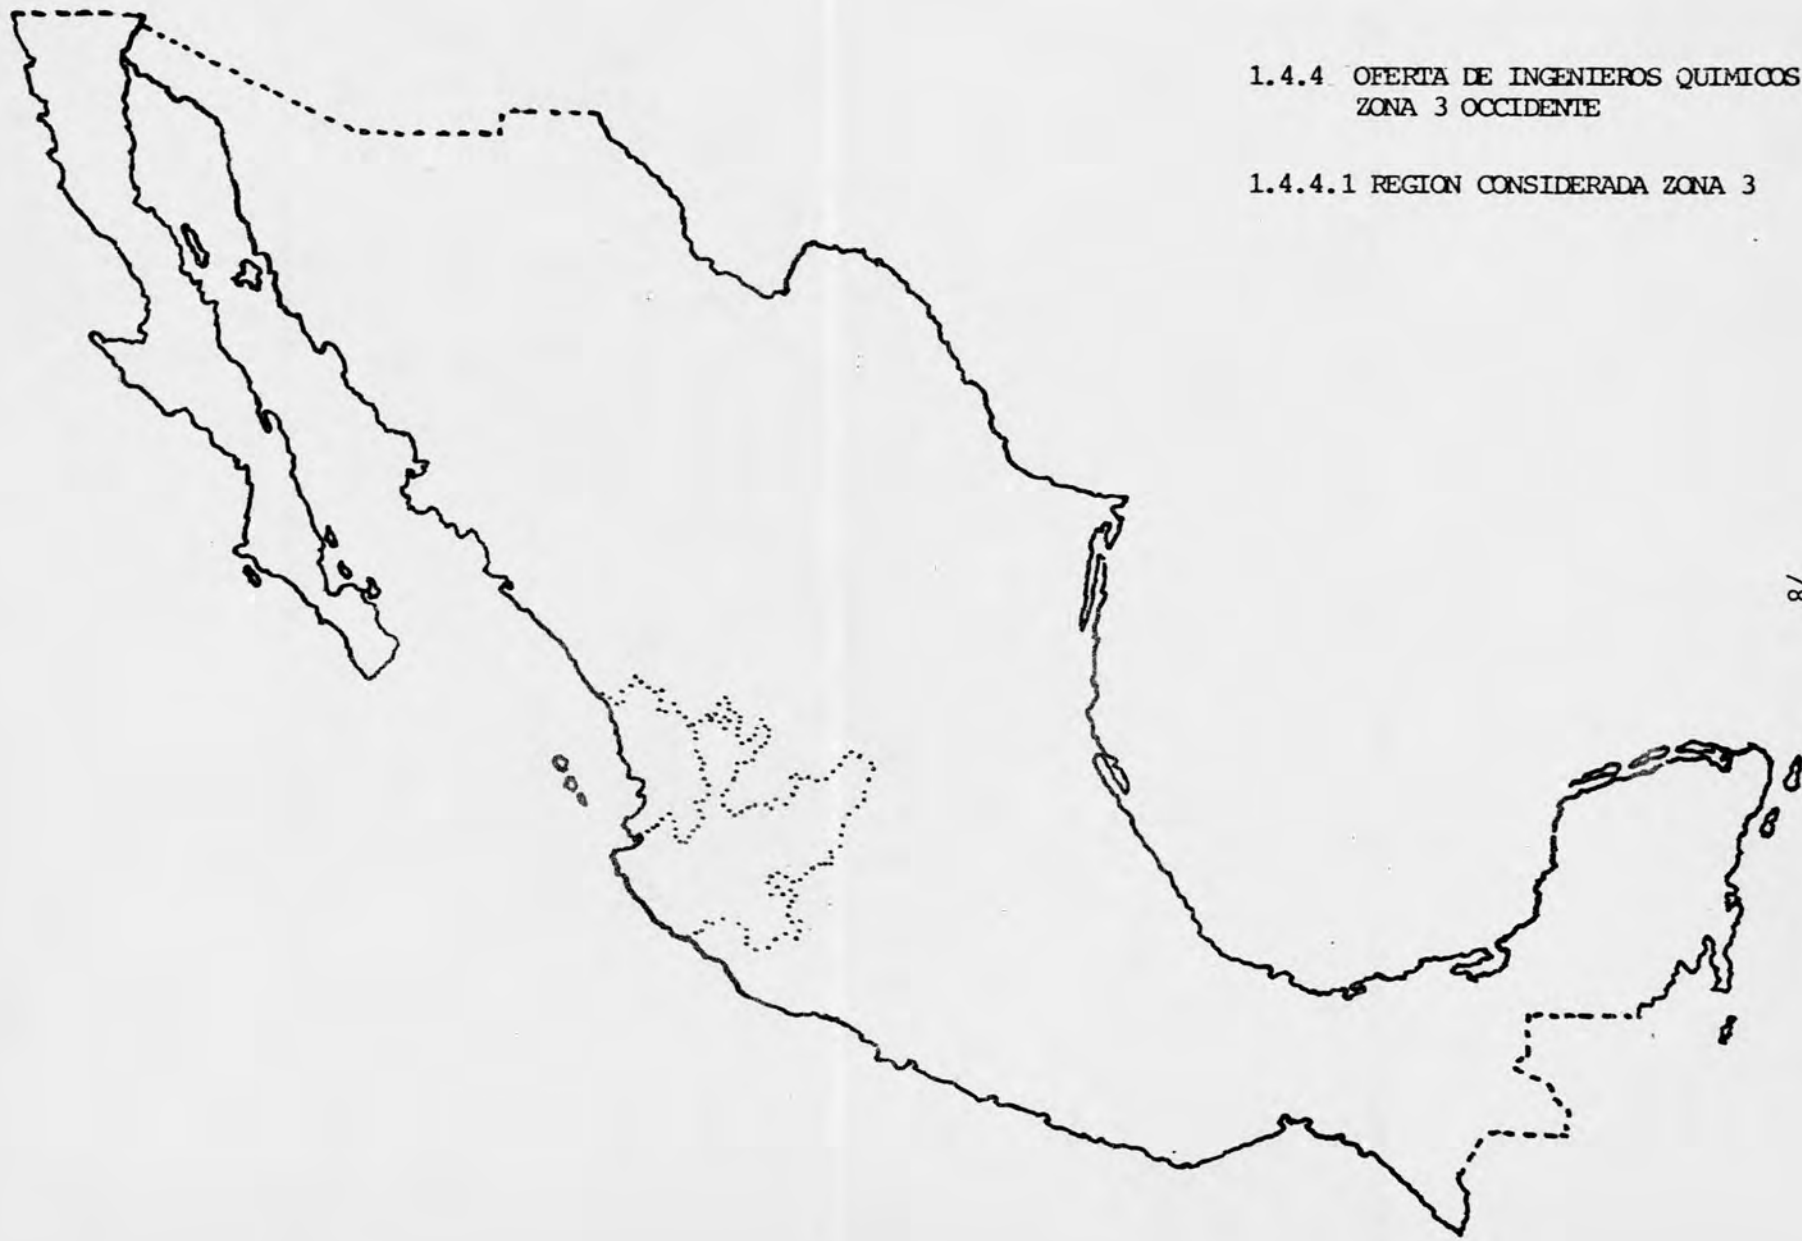 1.4.4 OFERTA DE INGENIEROS QUIMICOS
ZONA 3 OCCIDENTE
1.4.4.1 REGION CONSIDERADA ZONA 3